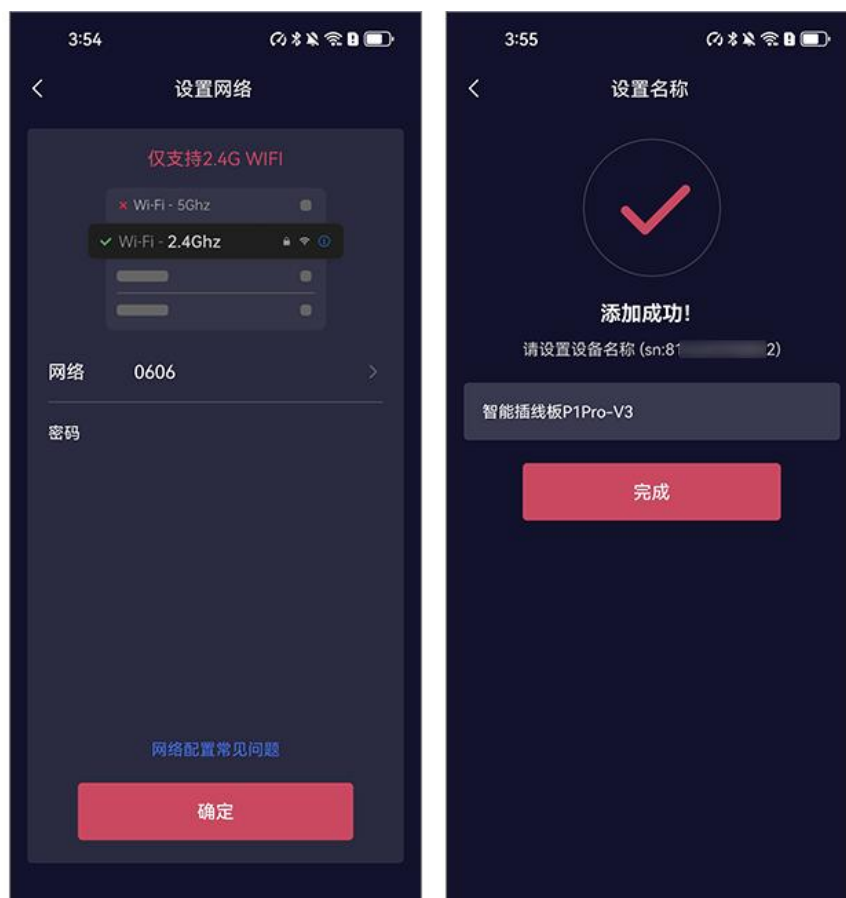 3:54
设置网络
仅支持2.4G WIFI
Wi-Fi - 5Ghz
Wi-Fi - 2.4Ghz
网络 0606
密码
网络配置常见问题
确定
3:55
设置名称
添加成功!
请设置设备名称 (sn:81 2)
智能插线板P1Pro-V3
完成